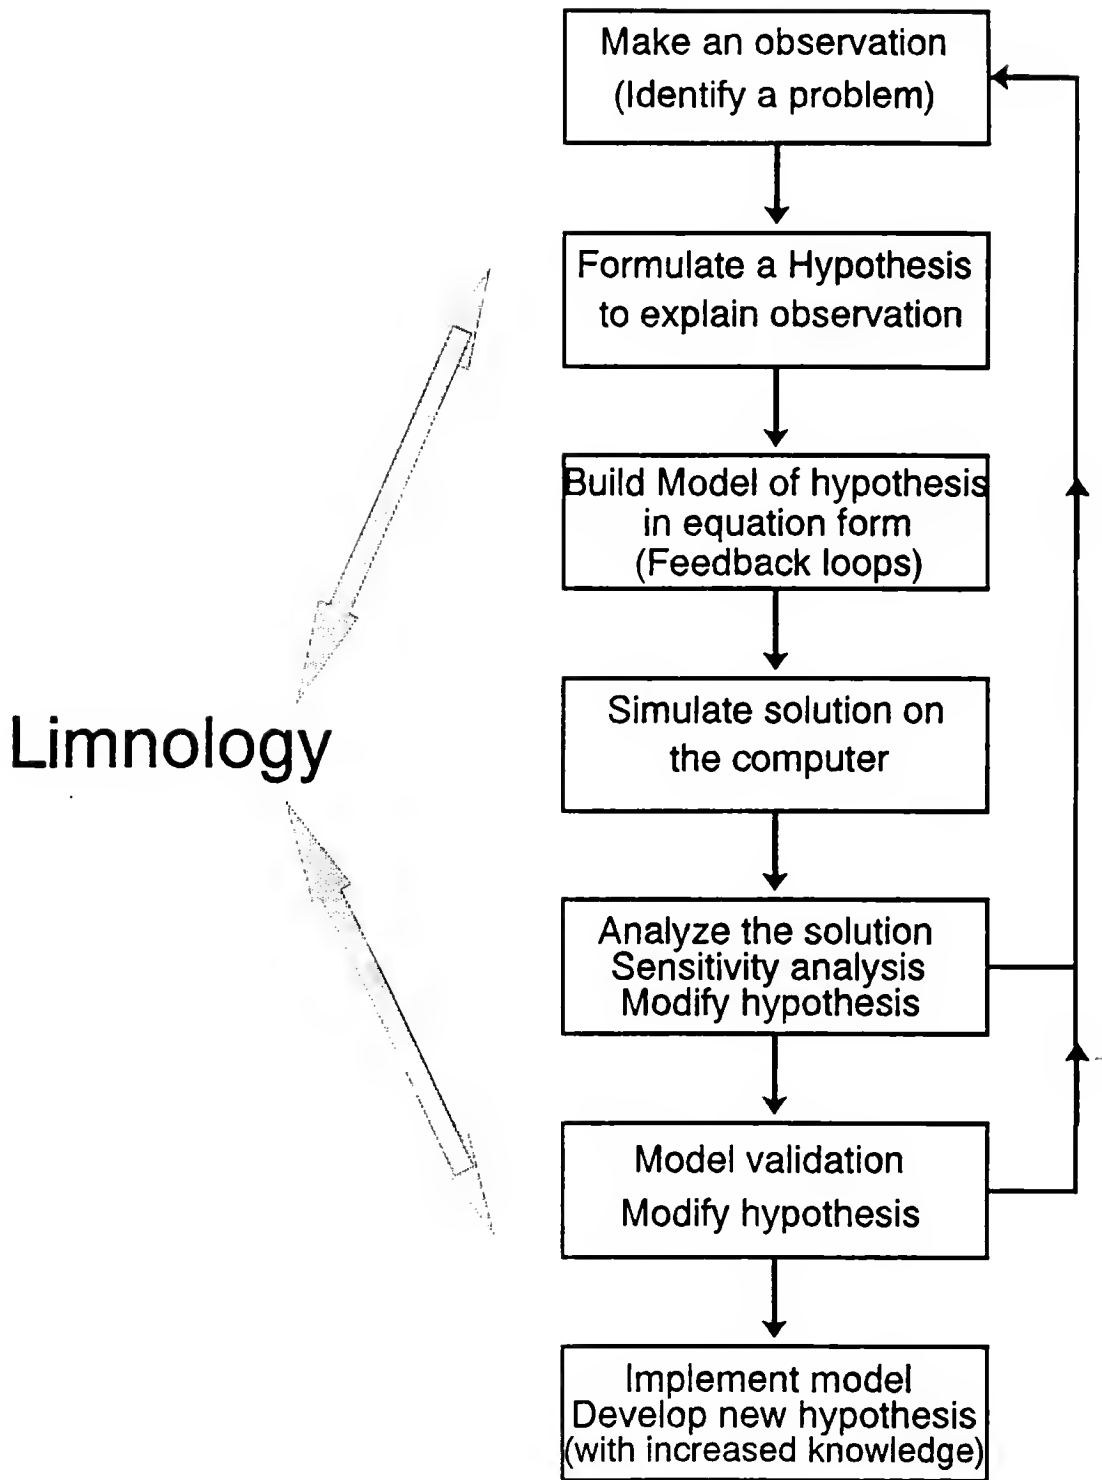 Make an observation
(Identify a problem)
Formulate a Hypothesis
to explain observation
Build Model of hypothesis
in equation form
(Feedback loops)
Simulate solution on
the computer
Limnology
Analyze the solution
Sensitivity analysis
Modify hypothesis
Model validation
Modify hypothesis
Implement model
Develop new hypothesis
(with increased knowledge)